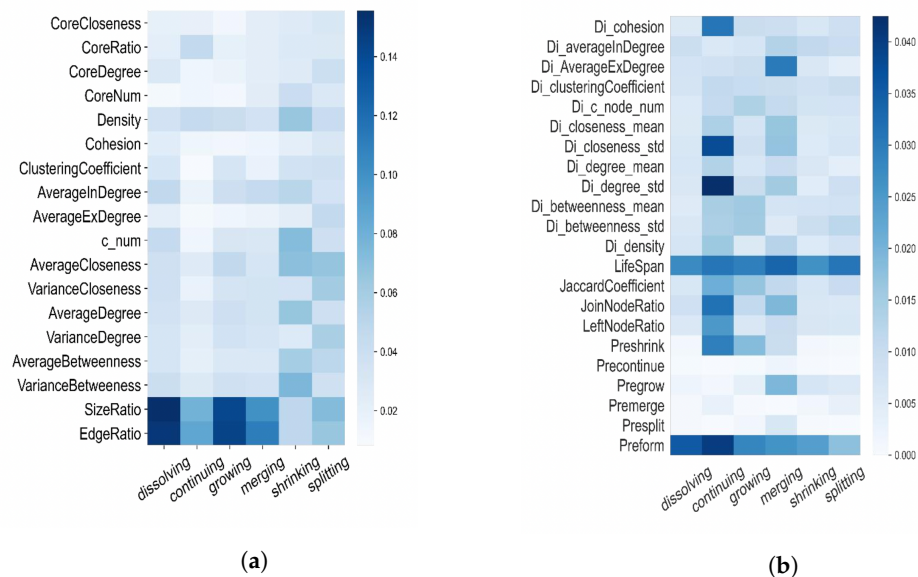 CoreCloseness
CoreRatio
CoreDegree
CoreNum
Density
Cohesion
ClusteringCoefficient
AverageInDegree
AverageExDegree
c_num
AverageCloseness
VarianceCloseness
AverageDegree
VarianceDegree
AverageBetweenness
VarianceBetweeness
SizeRatio
EdgeRatio
dissolving
continuing
growing
merging
shrinking
splitting
0.14
0.12
0.10
0.08
0.06
0.04
0.02
(a)
Di_cohesion
Di_averageInDegree
Di_AverageExDegree
Di_clusteringCoefficient
Di_c_node_num
Di_closeness_mean
Di_closeness_std
Di_degree_mean
Di_degree_std
Di_betweenness_mean
Di_betweenness_std
Di_density
LifeSpan
JaccardCoefficient
JoinNodeRatio
LeftNodeRatio
Preshrink
Precontinue
Pregrow
Premerge
Presplit
Preform
dissolving
continuing
growing
merging
shrinking
splitting
0.040
0.035
0.030
0.025
0.020
0.015
0.010
0.005
0.000
(b)